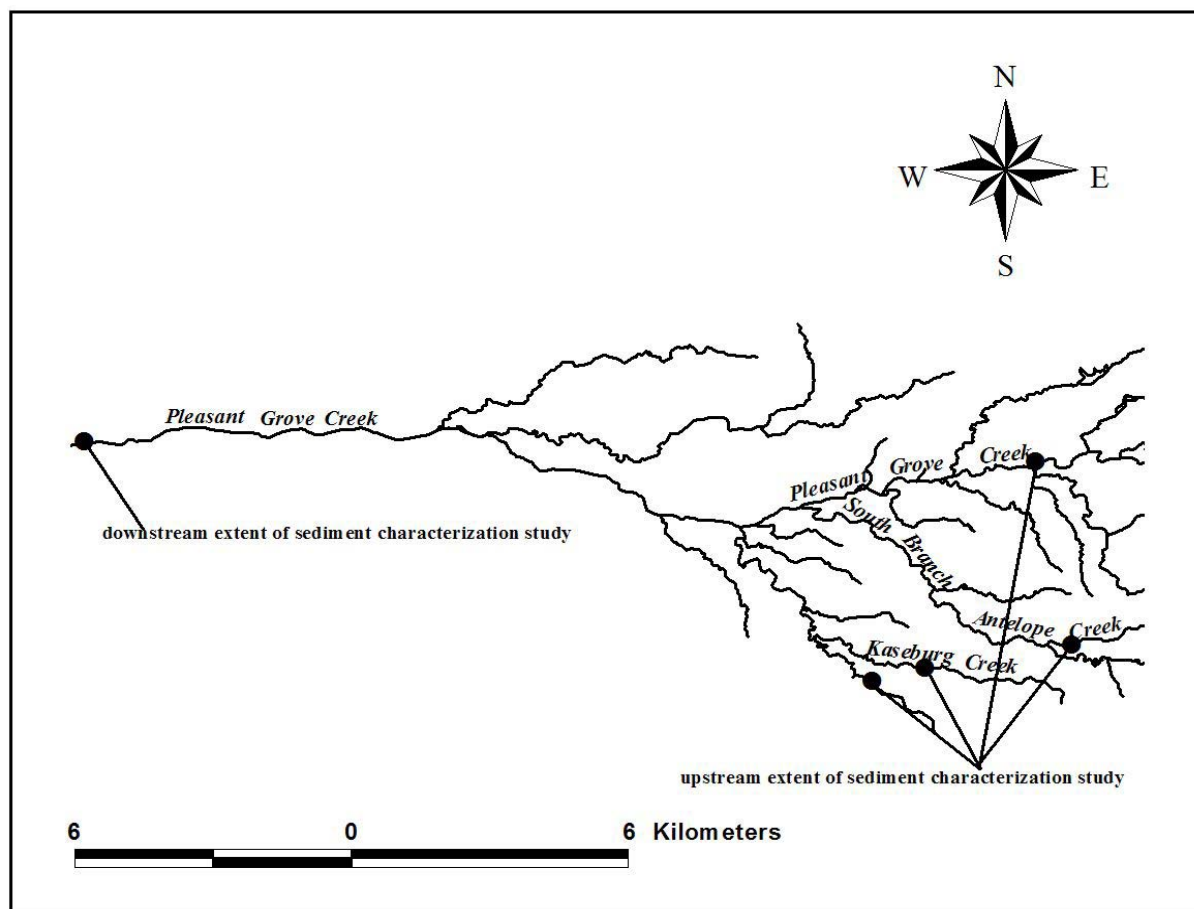 N
W E
S
Pleasant Grove Creek
Pleasant Grove Creek
downstream extent of sediment characterization study
South Branch
Antelope Creek
Kaseburg Creek
upstream extent of sediment characterization study
6 0 6 Kilometers